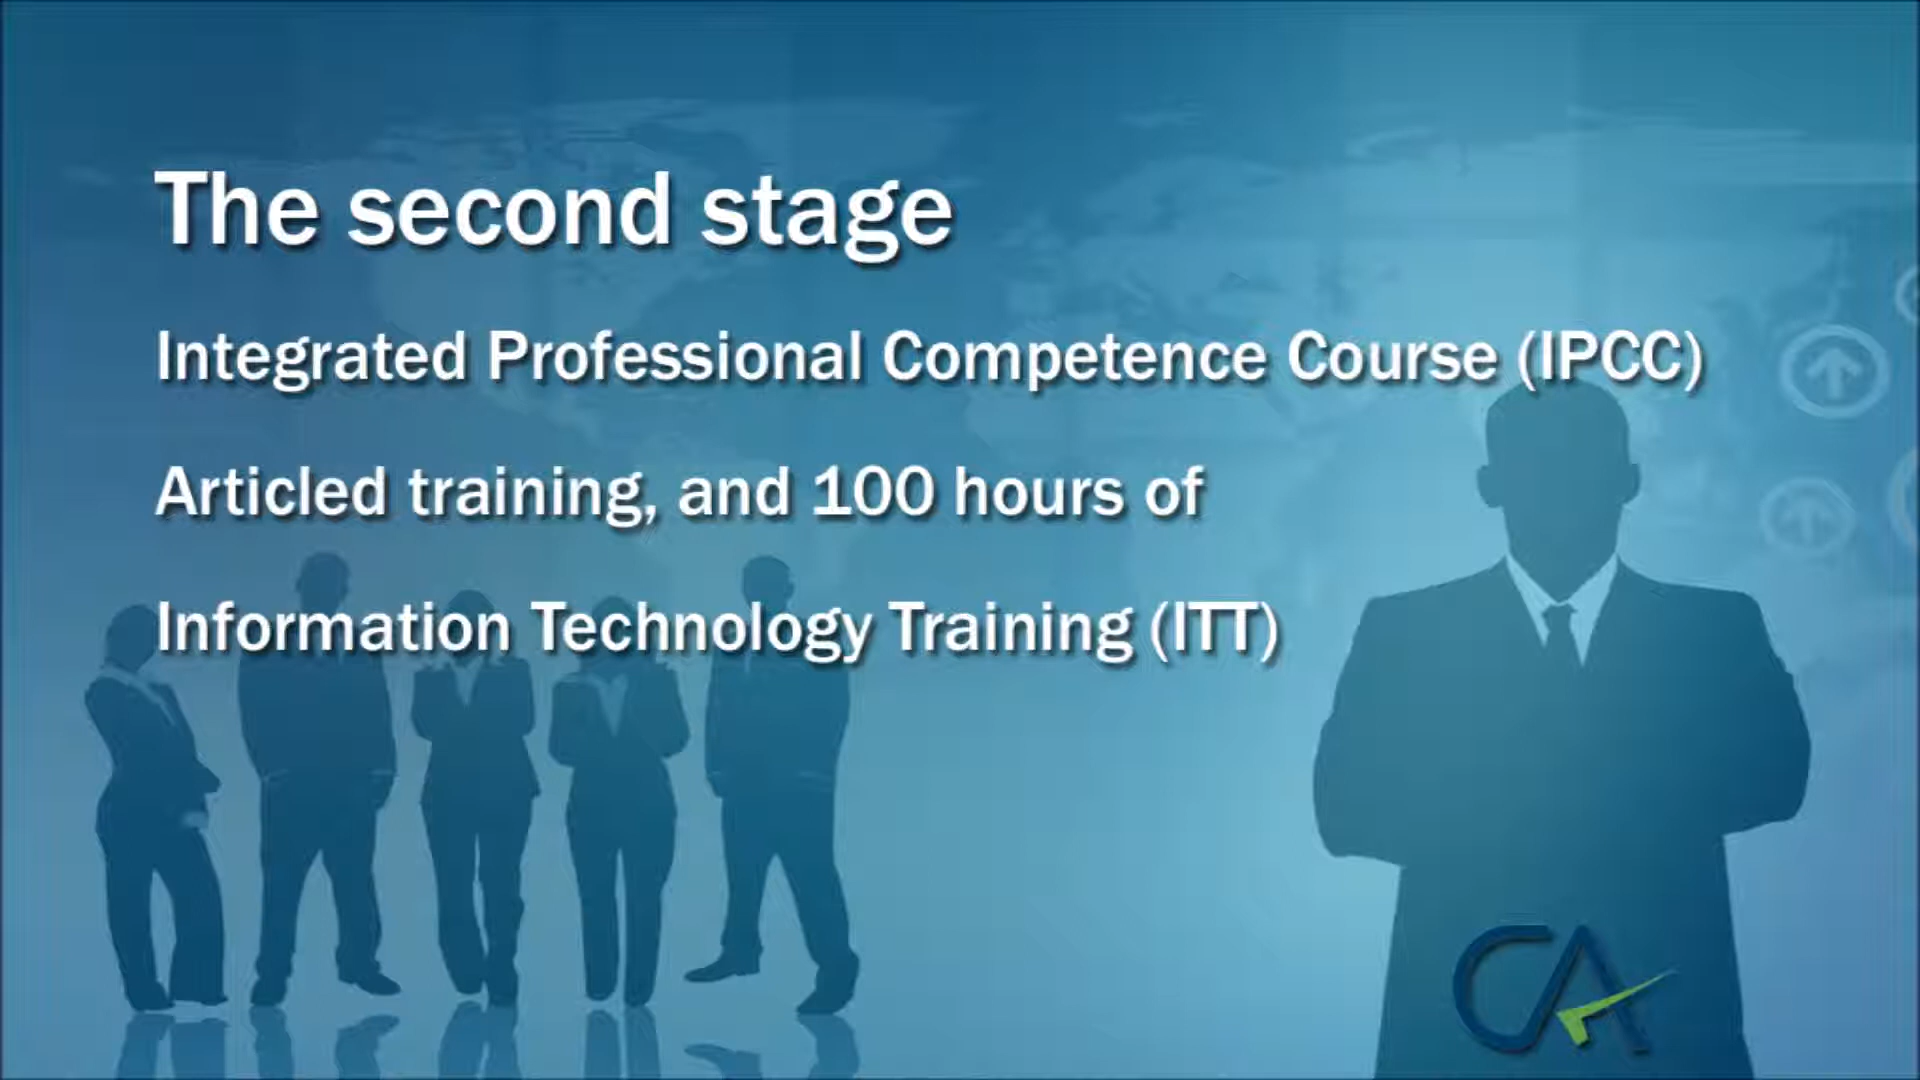 The second stage
Integrated Professional Competence Course (IPCC)
Articled training, and 100 hours of
Information Technology Training (ITT)
CA